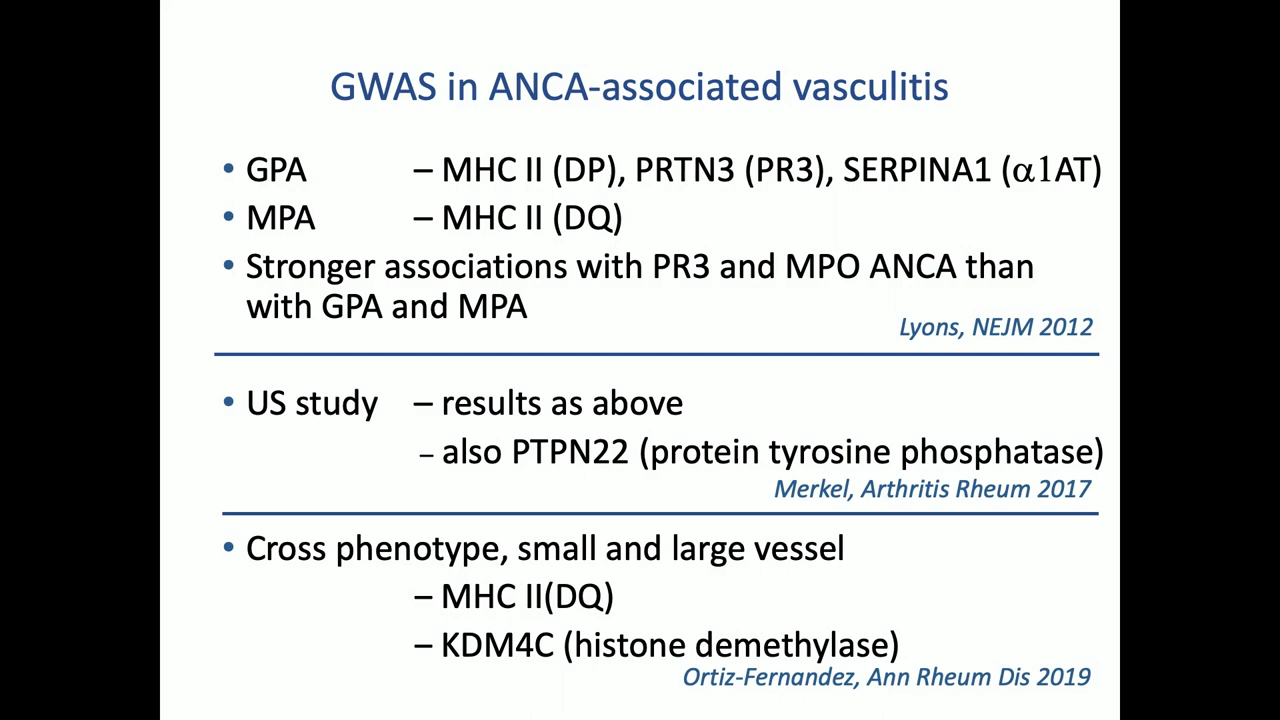 GWAS in ANCA-associated vasculitis
• GPA – MHC II (DP), PRTN3 (PR3), SERPINA1 (α1AT)
• MPA – MHC II (DQ)
• Stronger associations with PR3 and MPO ANCA than
with GPA and MPA
Lyons, NEJM 2012
• US study – results as above
– also PTPN22 (protein tyrosine phosphatase)
Merkel, Arthritis Rheum 2017
• Cross phenotype, small and large vessel
– MHC II(DQ)
– KDM4C (histone demethylase)
Ortiz-Fernandez, Ann Rheum Dis 2019